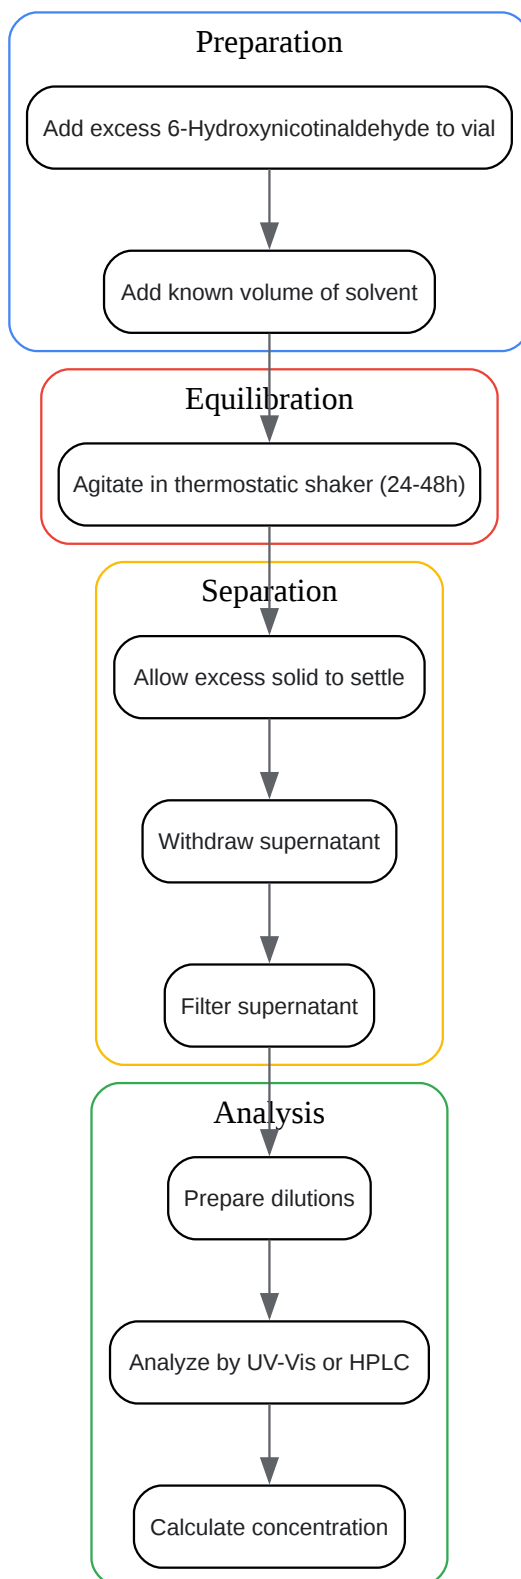 Preparation
Add excess 6-Hydroxynicotinaldehyde to vial
Add known volume of solvent
Equilibration
Agitate in thermostatic shaker (24-48h)
Separation
Allow excess solid to settle
Withdraw supernatant
Filter supernatant
Analysis
Prepare dilutions
Analyze by UV-Vis or HPLC
Calculate concentration